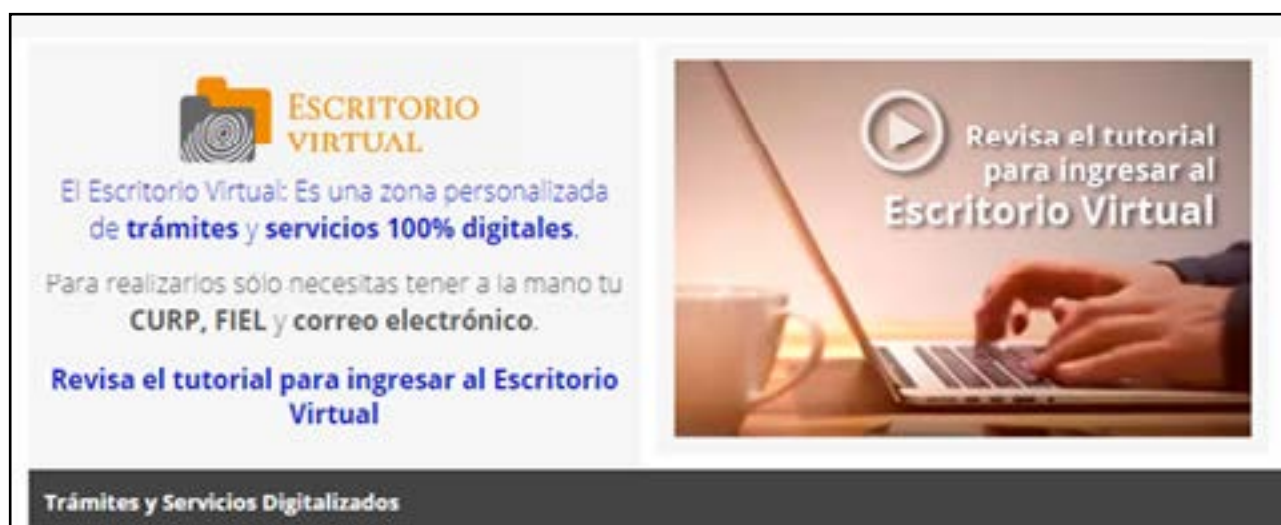 ESCRITORIO
VIRTUAL
El Escritorio Virtual: Es una zona personalizada
de trámites y servicios 100% digitales.
Para realizarlos sólo necesitas tener a la mano tu
CURP, FIEL y correo electrónico.
Revisa el tutorial para ingresar al Escritorio
Virtual
Revisa el tutorial
para ingresar al
Escritorio Virtual
Trámites y Servicios Digitalizados